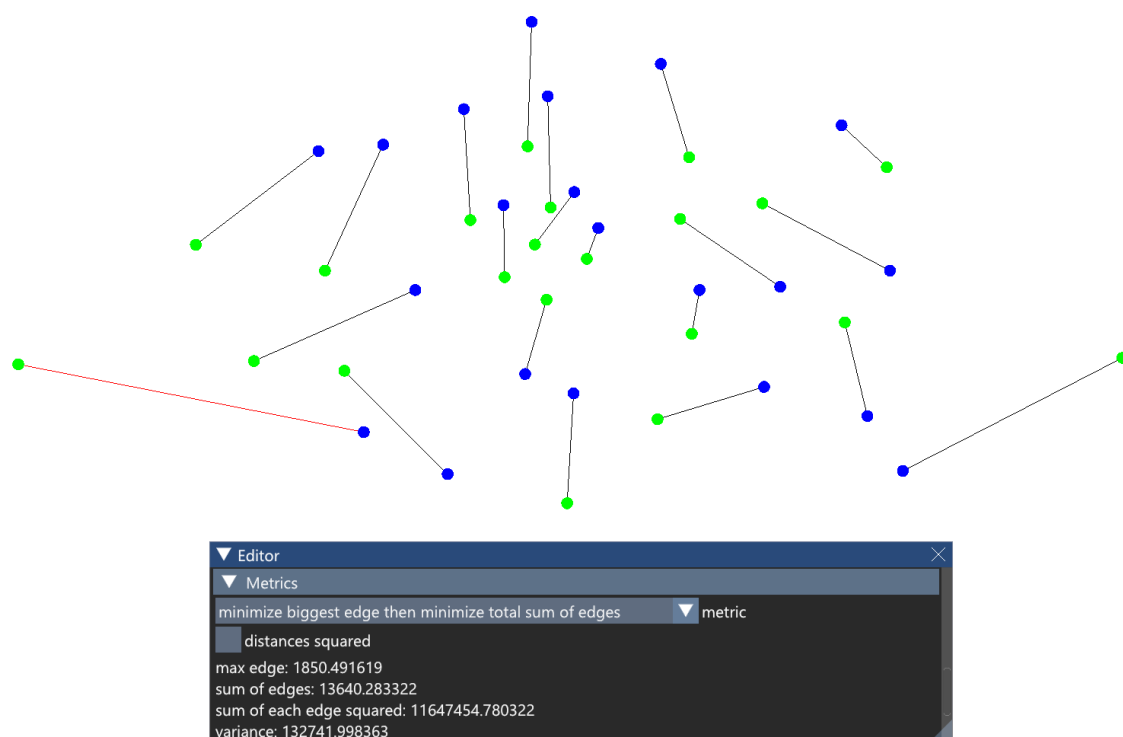 Editor
Metrics
minimize biggest edge then minimize total sum of edges metric
distances squared
max edge: 1850.491619
sum of edges: 13640.283322
sum of each edge squared: 11647454.780322
variance: 132741.998363